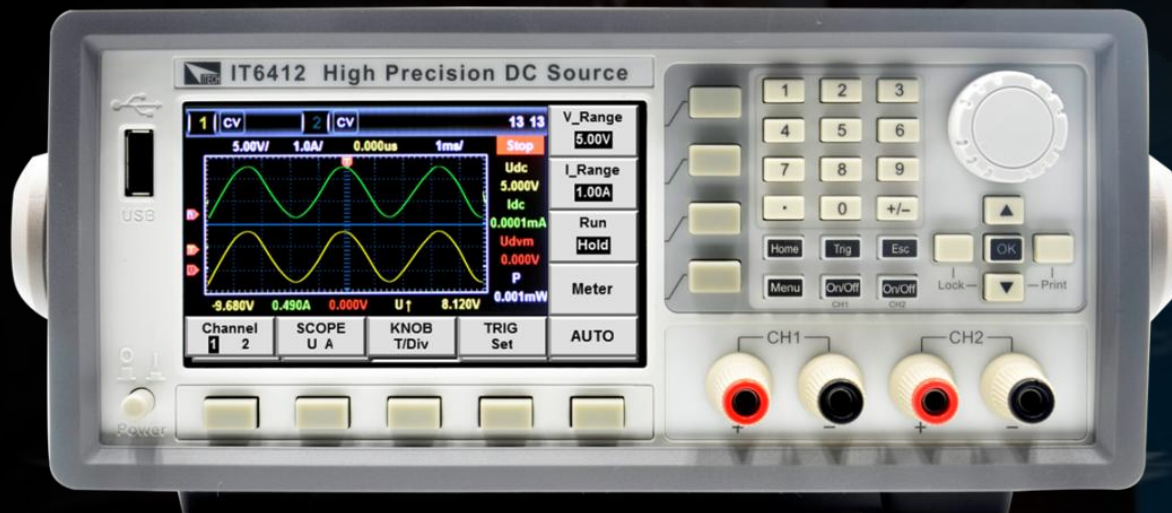 ITECH IT6412 High Precision DC Source
1 CV 2 CV 13 13
5.00V/ 1.0A/ 0.000us 1ms/ Stop
Udc
5.000V
Idc
0.0001mA
Udvm
0.000V
P
0.001mW
-9.680V 0.490A 0.000V U↑ 8.120V
V_Range
5.00V
I_Range
1.00A
Run
Hold
Meter
AUTO
Channel SCOPE KNOB TRIG
1 2 U A T/Div Set
USB
Power
1 2 3
4 5 6
7 8 9
. 0 +/-
Home Trig Esc
Menu On/Off On/Off
CH1 CH2
OK
Lock Print
CH1 CH2
+ - + -